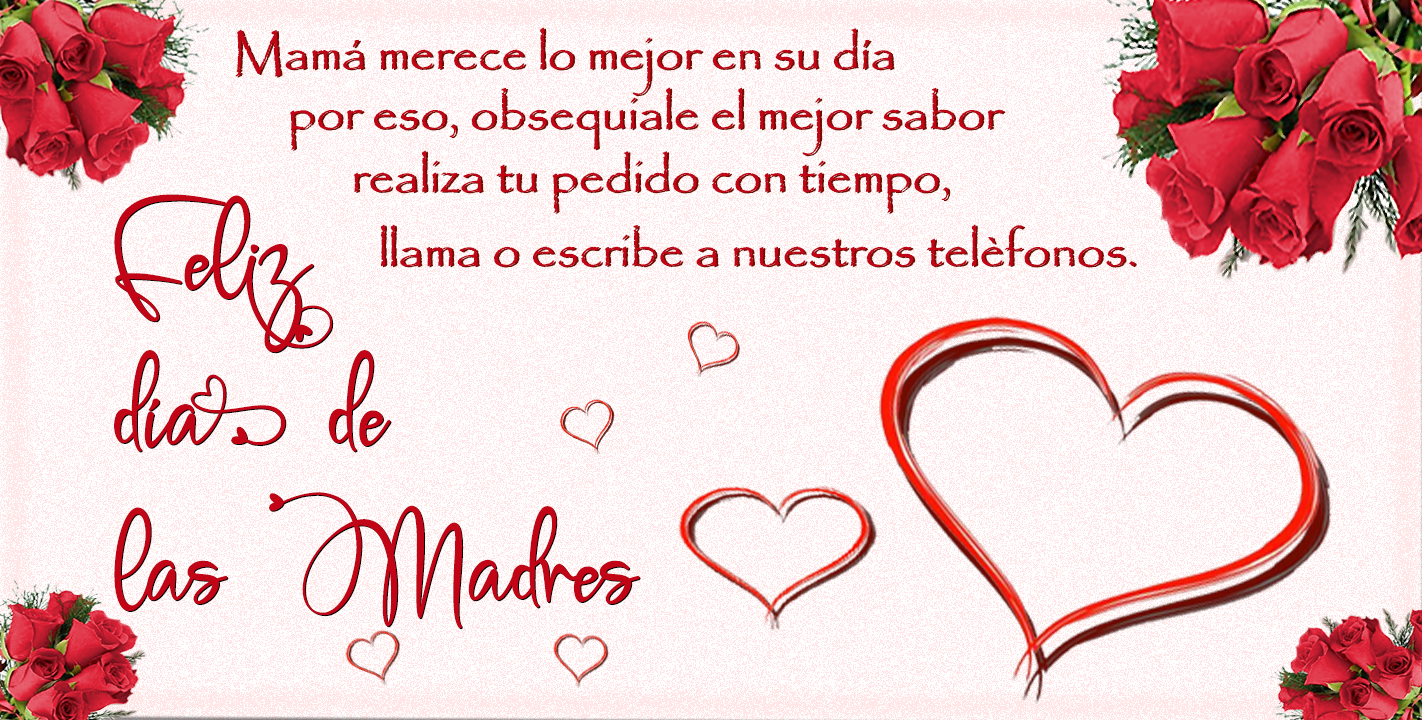 Mamá merece lo mejor en su día
por eso, obsequiale el mejor sabor
realiza tu pedido con tiempo,
llama o escribe a nuestros telèfonos.
Feliz
día de
las Madres